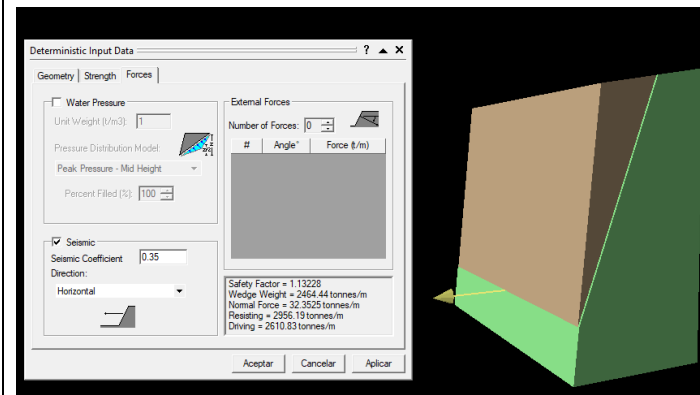 Deterministic Input Data ? ▲ X
Geometry Strength Forces
Water Pressure
Unit Weight (t/m3): 1
Pressure Distribution Model:
Peak Pressure - Mid Height
Percent Filled (%): 100
Seismic
Seismic Coefficient 0.35
Direction:
Horizontal
External Forces
Number of Forces: 0
# Angle° Force (t/m)
Safety Factor = 1.13228
Wedge Weight = 2464.44 tonnes/m
Normal Force = 32.3525 tonnes/m
Resisting = 2956.19 tonnes/m
Driving = 2610.83 tonnes/m
Aceptar Cancelar Aplicar